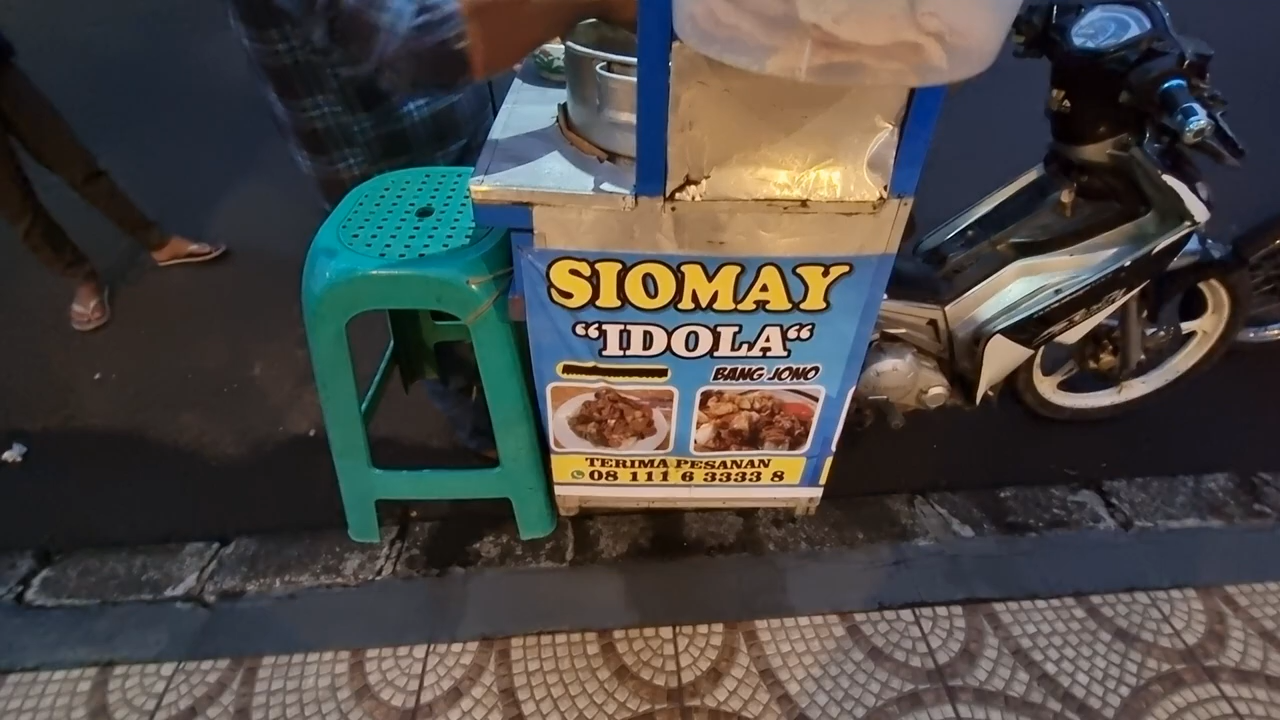 SIOMAY
“IDOLA“
BANG JONO
TERIMA PESANAN
08 111 6 3333 8